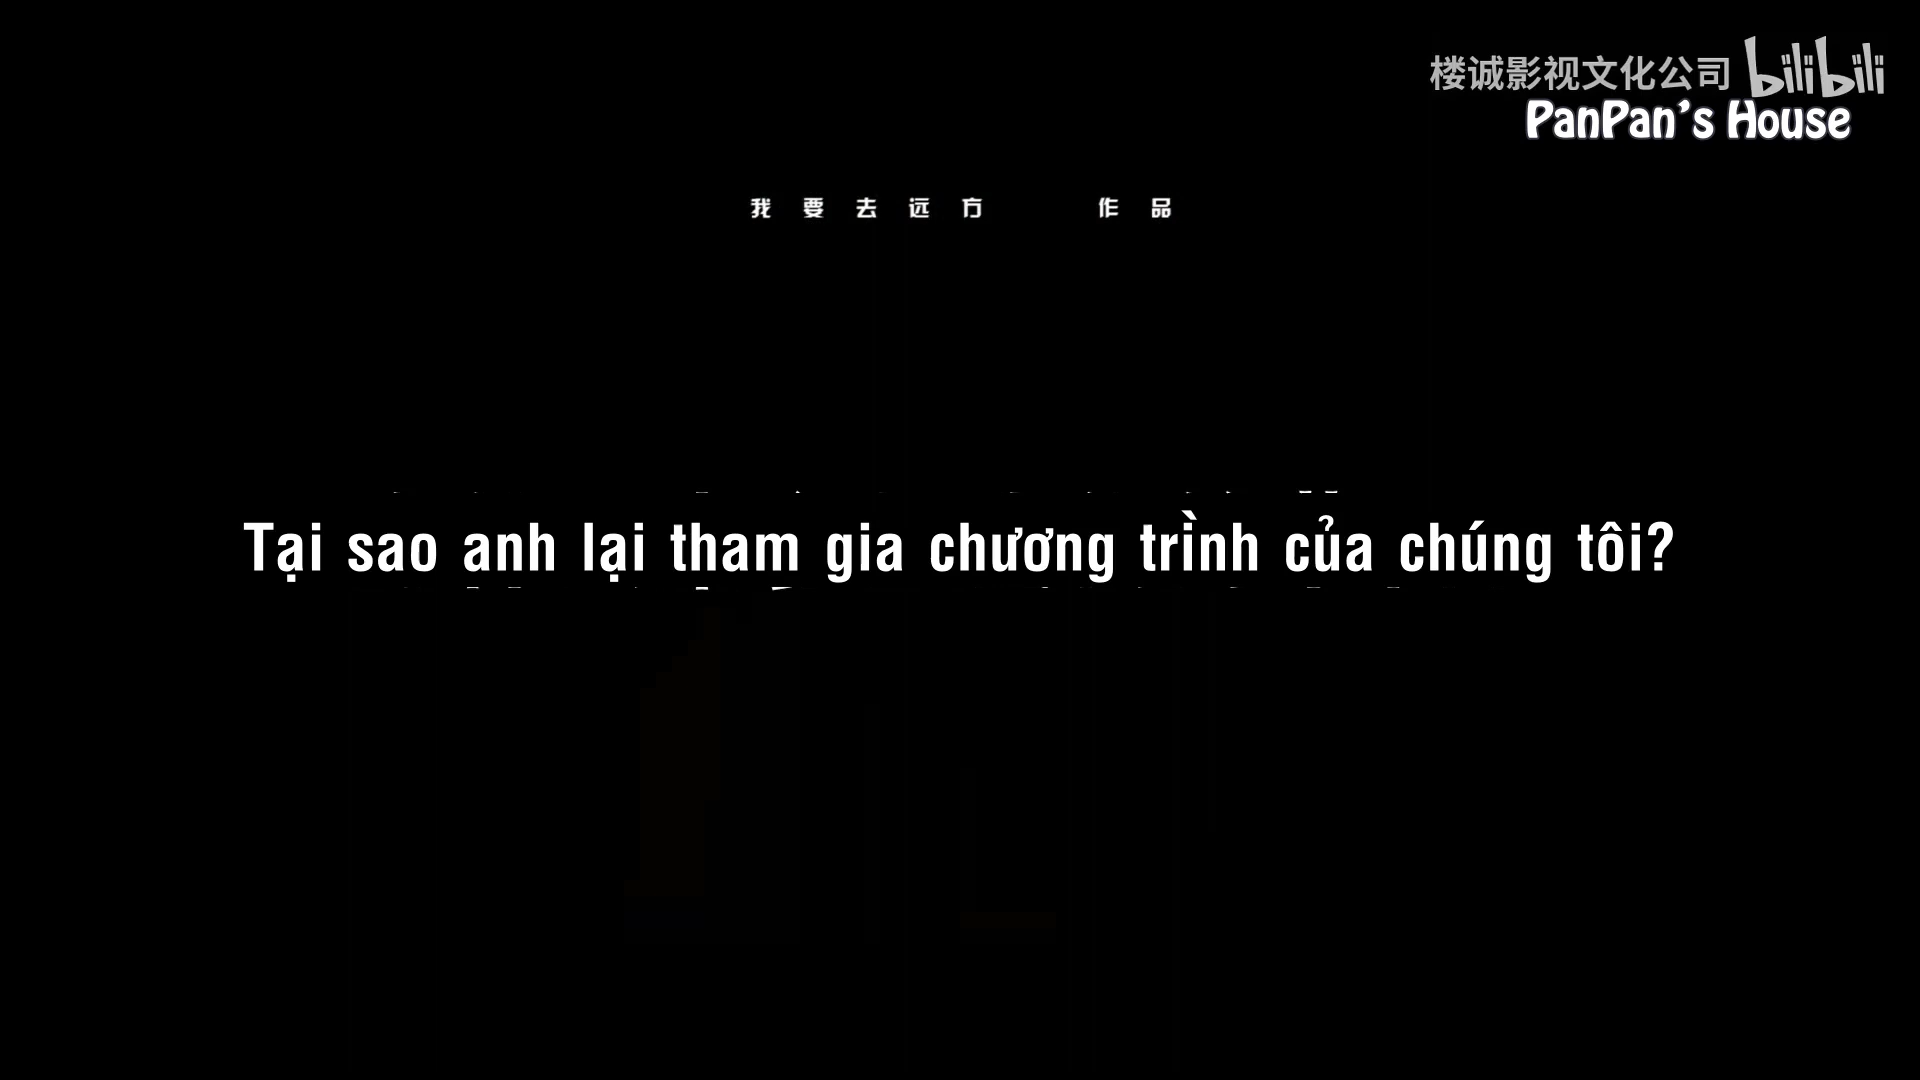 楼诚影视文化公司 bilibili
PanPan's House
我要去远方 作品
Tại sao anh lại tham gia chương trình của chúng tôi?